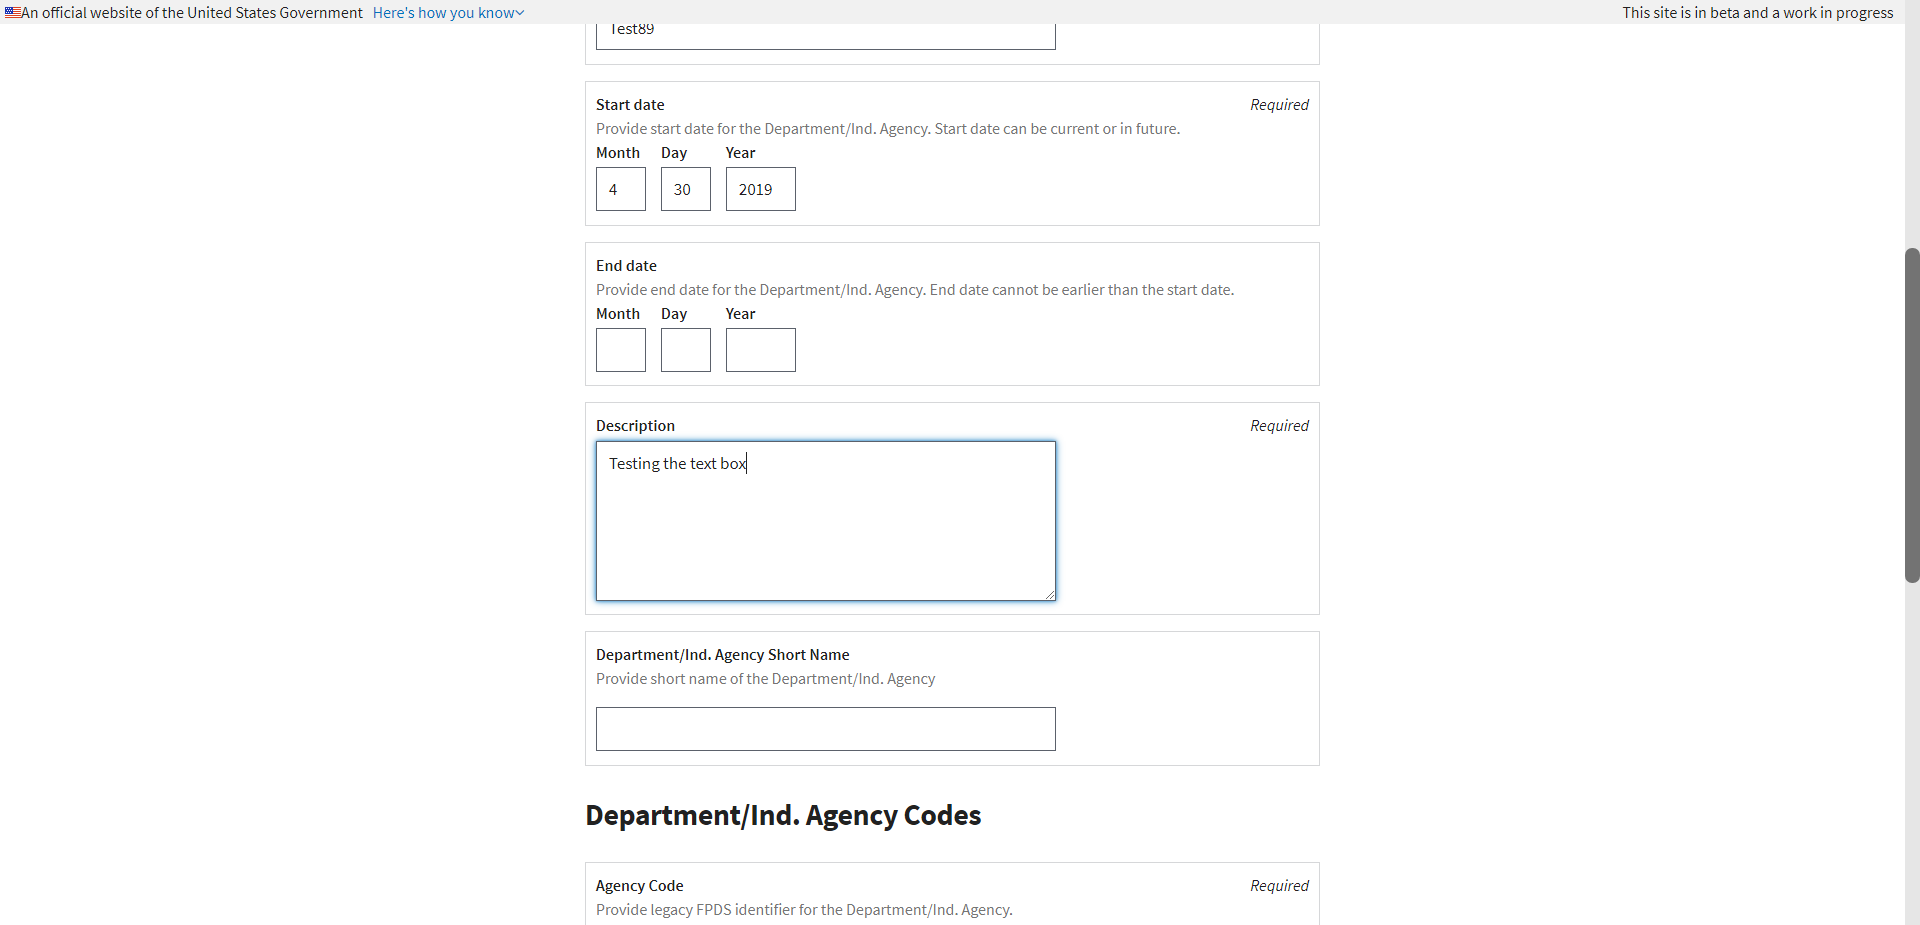 An official website of the United States Government Here's how you know
This site is in beta and a work in progress
Test89
Start date
Required
Provide start date for the Department/Ind. Agency. Start date can be current or in future.
Month Day Year
4 30 2019
End date
Provide end date for the Department/Ind. Agency. End date cannot be earlier than the start date.
Month Day Year
Description
Required
Testing the text box
Department/Ind. Agency Short Name
Provide short name of the Department/Ind. Agency
Department/Ind. Agency Codes
Agency Code
Required
Provide legacy FPDS identifier for the Department/Ind. Agency.